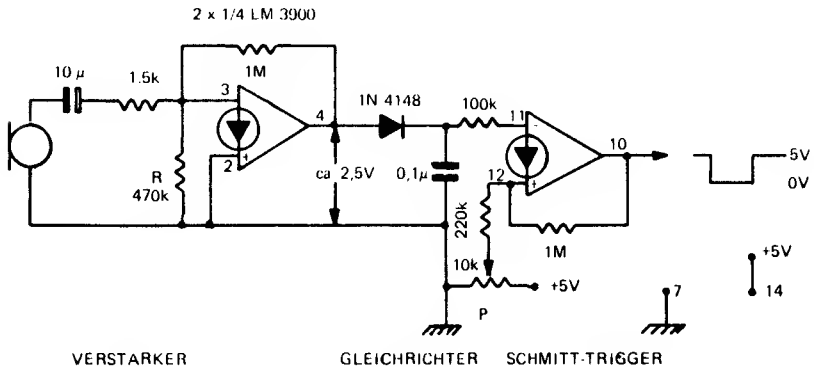 2 x 1/4 LM 3900
10 µ
1.5k
1M
3
4
2
+
R
470k
ca 2,5V
1N 4148
0,1µ
100k
11
-
10
12
+
220k
1M
10k
+5V
P
5V
0V
+5V
7
14
VERSTARKER
GLEICHRICHTER
SCHMITT-TRIGGER